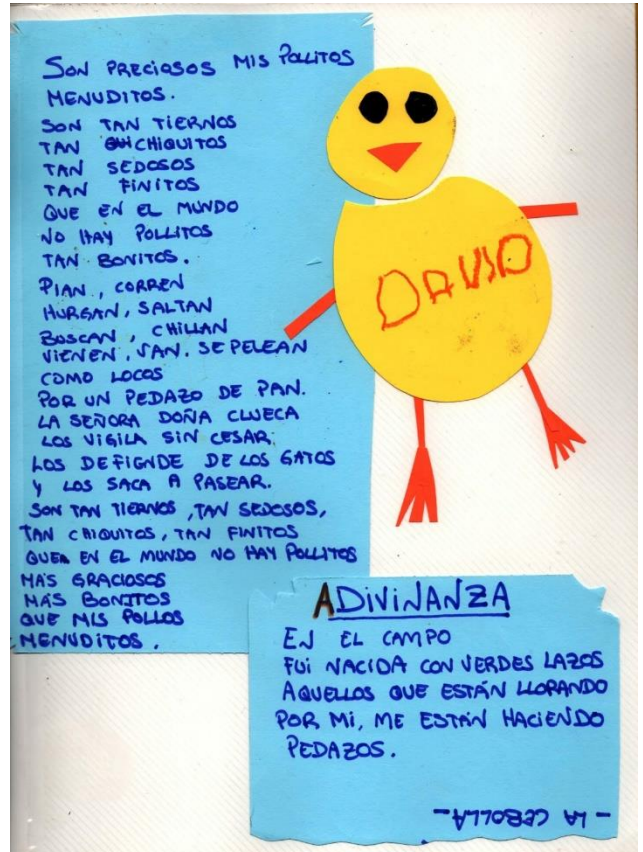 SON PRECIOSOS MIS POLLITOS
MENUDITOS.
SON TAN TIERNOS
TAN CHIQUITOS
TAN SEDOSOS
TAN FINITOS
QUE EN EL MUNDO
NO HAY POLLITOS
TAN BONITOS.
PIAN, CORREN
HURGAN, SALTAN
BUSCAN, CHILLAN
VIENEN, VAN. SE PELEAN
COMO LOCOS
POR UN PEDAZO DE PAN.
LA SEÑORA DOÑA CLUECA
LOS VIGILA SIN CESAR,
LOS DEFIENDE DE LOS GATOS
Y LOS SACA A PASEAR.
SON TAN TIERNOS, TAN SEDOSOS,
TAN CHIQUITOS, TAN FINITOS
QUE EN EL MUNDO NO HAY POLLITOS
MÁS GRACIOSOS
MÁS BONITOS
QUE MIS POLLOS
MENUDITOS.
DAVID
ADIVINANZA
EN EL CAMPO
FUI NACIDA CON VERDES LAZOS
AQUELLOS QUE ESTÁN LLORANDO
POR MI, ME ESTÁN HACIENDO
PEDAZOS.
- LA CEBOLLA -